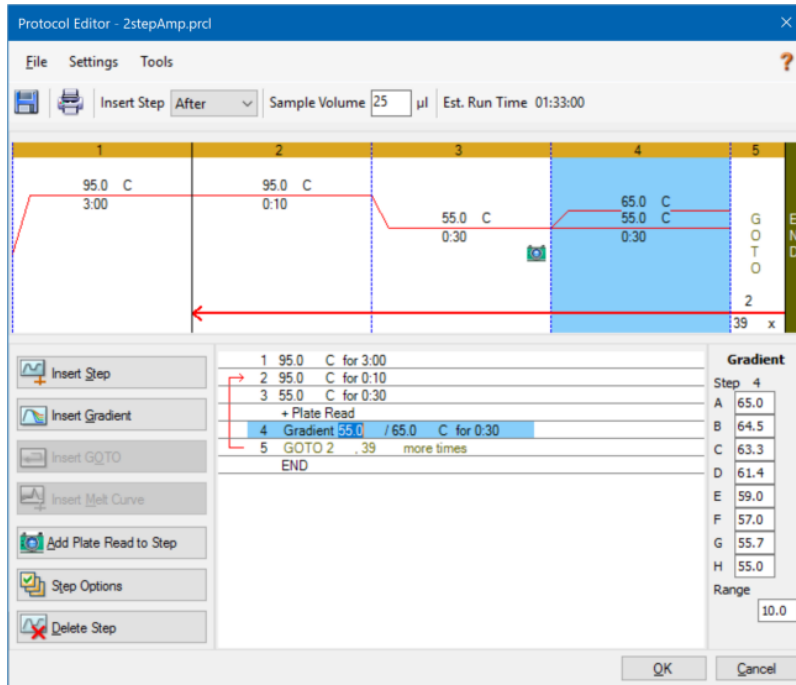 Protocol Editor - 2stepAmp.prcl
File Settings Tools ?
Insert Step After Sample Volume 25 µl Est. Run Time 01:33:00
1 2 3 4 5
95.0 C 95.0 C 65.0 C
3:00 0:10 55.0 C 55.0 C
0:30 0:30
GOTO
END
2
39 x
Insert Step
Insert Gradient
Insert GOTO
Insert Melt Curve
Add Plate Read to Step
Step Options
Delete Step
1 95.0 C for 3:00
2 95.0 C for 0:10
3 55.0 C for 0:30
+ Plate Read
4 Gradient 55.0 / 65.0 C for 0:30
5 GOTO 2 , 39 more times
END
Gradient
Step 4
A 65.0
B 64.5
C 63.3
D 61.4
E 59.0
F 57.0
G 55.7
H 55.0
Range
10.0
OK Cancel